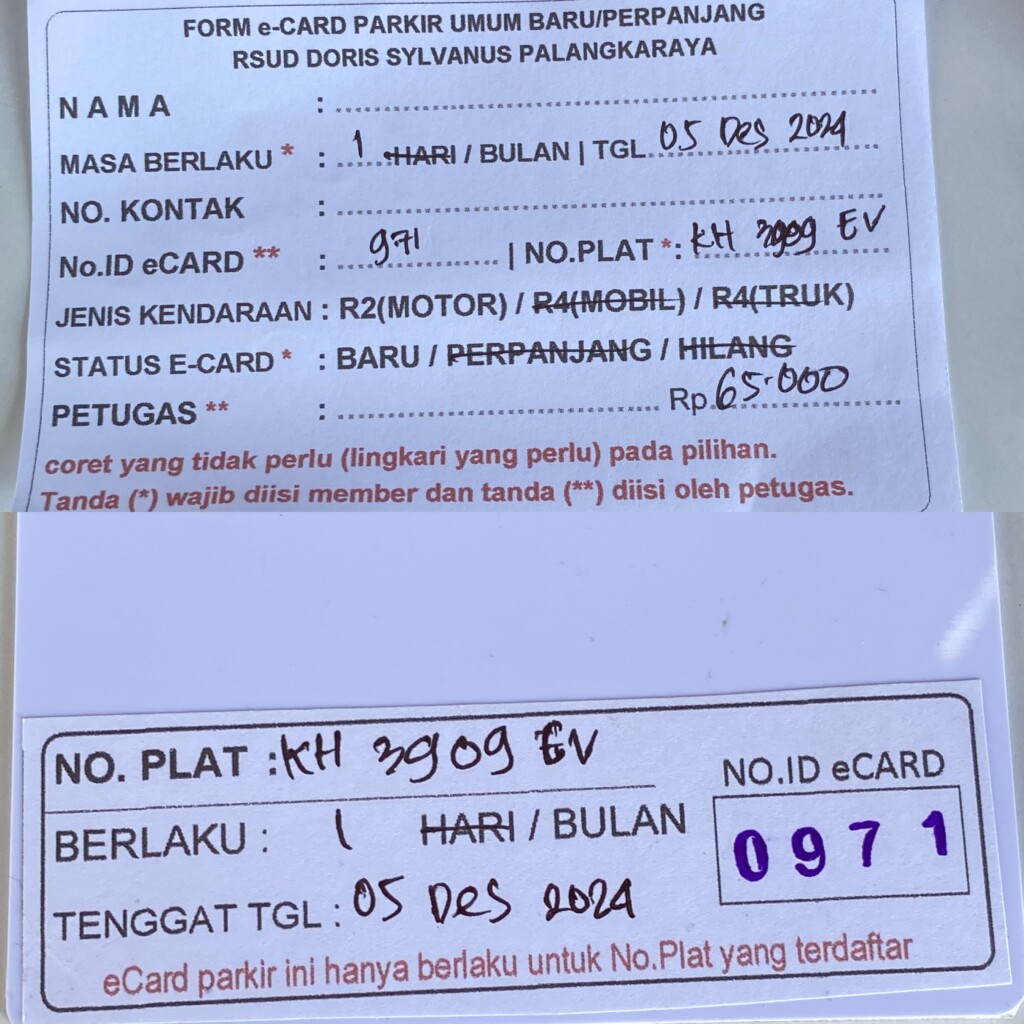 FORM e-CARD PARKIR UMUM BARU/PERPANJANG
RSUD DORIS SYLVANUS PALANGKARAYA
N A M A :
MASA BERLAKU * : 1 HARI / BULAN | TGL 05 Des 2024
NO. KONTAK :
No.ID eCARD ** : 971 | NO.PLAT *: KH 3909 EV
JENIS KENDARAAN : R2(MOTOR) / R4(MOBIL) / R4(TRUK)
STATUS E-CARD * : BARU / PERPANJANG / HILANG
PETUGAS ** : Rp. 65.000
coret yang tidak perlu (lingkari yang perlu) pada pilihan.
Tanda (*) wajib diisi member dan tanda (**) diisi oleh petugas.
NO. PLAT : KH 3909 EV
NO.ID eCARD
BERLAKU : 1 HARI / BULAN
0971
TENGGAT TGL : 05 Des 2024
eCard parkir ini hanya berlaku untuk No.Plat yang terdaftar